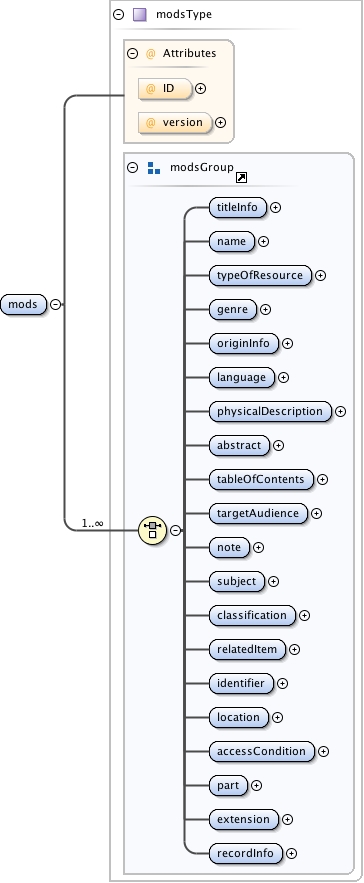 modsType
@ Attributes
@ ID
@ version
modsGroup
mods
1..∞
titleInfo
name
typeOfResource
genre
originInfo
language
physicalDescription
abstract
tableOfContents
targetAudience
note
subject
classification
relatedItem
identifier
location
accessCondition
part
extension
recordInfo